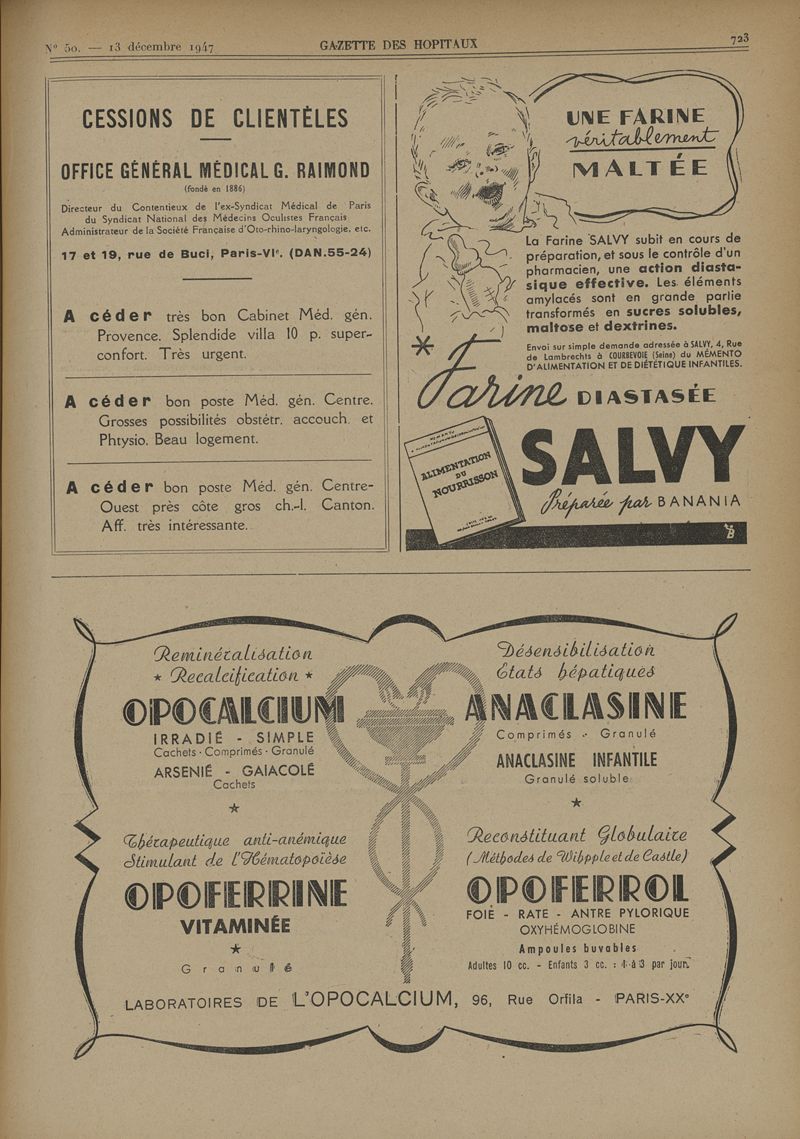 N° 50. — 13 décembre 1947
GAZETTE DES HOPITAUX
723
CESSIONS DE CLIENTÈLES
OFFICE GÉNÉRAL MÉDICAL G. RAIMOND
(fondé en 1886)
Directeur du Contentieux de l'ex-Syndicat Médical de Paris
du Syndicat National des Médecins Oculistes Français
Administrateur de la Société Française d'Oto-rhino-laryngologie, etc.
17 et 19, rue de Buci, Paris-VIe. (DAN.55-24)
A céder très bon Cabinet Méd. gén.
Provence. Splendide villa 10 p. super-
confort. Très urgent.
A céder bon poste Méd. gén. Centre.
Grosses possibilités obstétr. accouch. et
Phtysio. Beau logement.
A céder bon poste Méd. gén. Centre-
Ouest près côte gros ch.-l. Canton.
Aff. très intéressante.
UNE FARINE
véritablement
MALTÉE
La Farine SALVY subit en cours de
préparation, et sous le contrôle d'un
pharmacien, une action diasta-
sique effective. Les éléments
amylacés sont en grande partie
transformés en sucres solubles,
maltose et dextrines.
Envoi sur simple demande adressée à SALVY, 4, Rue
de Lambrechts à COURBEVOIE (Seine) du MÉMENTO
D'ALIMENTATION ET DE DIÉTÉTIQUE INFANTILES.
* Farine DIASTASÉE
SALVY
ALIMENTATION
DU
NOURRISSON
Préparée par BANANIA
Reminéralisation
★ Recalcification ★
OPOCALCIUM
IRRADIÉ - SIMPLE
Cachets · Comprimés · Granulé
ARSENIÉ - GAIACOLÉ
Cachets
★
Thérapeutique anti-anémique
Stimulant de l'Hématopoïèse
OPOFERRINE
VITAMINÉE
★
Granulé
Désensibilisation
États hépatiques
ANACLASINE
Comprimés - Granulé
ANACLASINE INFANTILE
Granulé soluble
★
Reconstituant Globulaire
(Méthodes de Whipple et de Castle)
OPOFERROL
FOIE - RATE - ANTRE PYLORIQUE
OXYHÉMOGLOBINE
Ampoules buvables
Adultes 10 cc. - Enfants 3 cc. : 1 à 3 par jour.
LABORATOIRES DE L'OPOCALCIUM, 96, Rue Orfila - PARIS-XXe